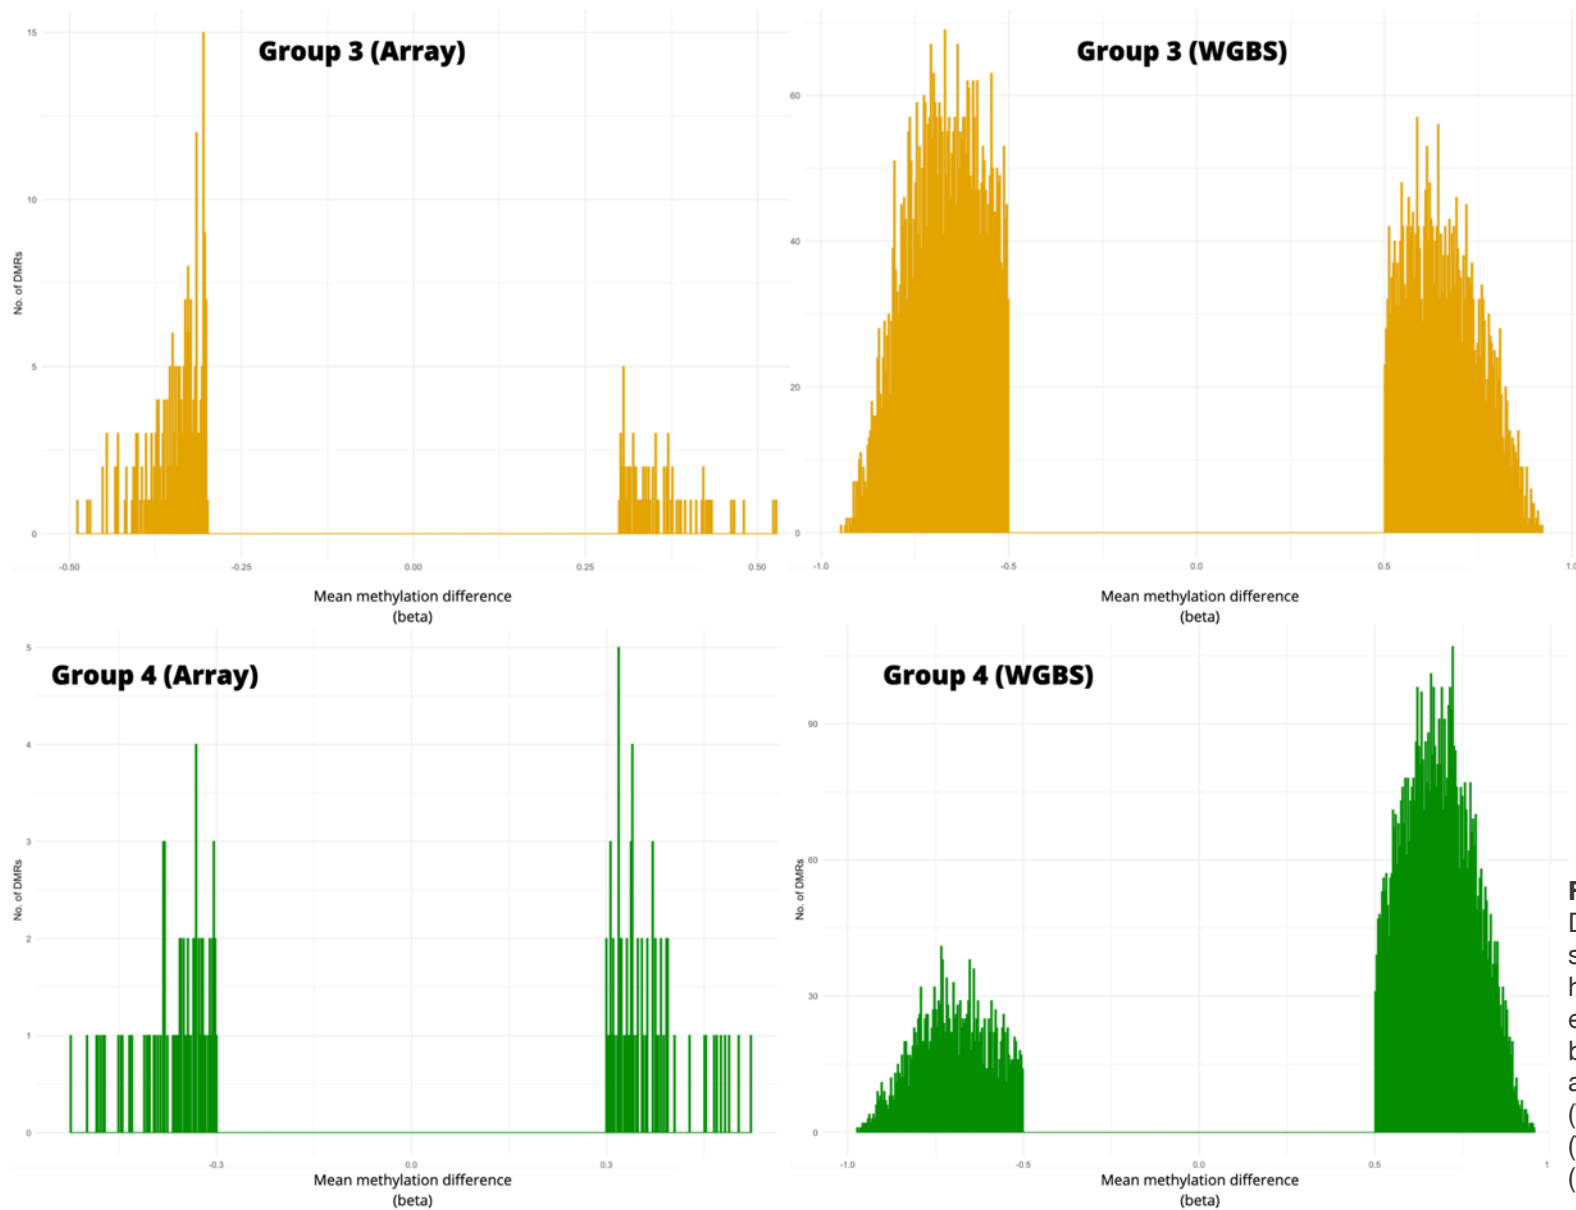 Group 3 (Array)
15
10
5
0
No. of DMRs
-0.50
-0.25
0.00
0.25
0.50
Mean methylation difference
(beta)
Group 3 (WGBS)
60
40
20
0
-1.0
-0.5
0.0
0.5
1.0
Mean methylation difference
(beta)
Group 4 (Array)
5
4
3
2
1
0
No. of DMRs
-0.3
0.0
0.3
Mean methylation difference
(beta)
Group 4 (WGBS)
90
60
30
0
No. of DMRs
-1.0
-0.5
0.0
0.5
1
Mean methylation difference
(beta)